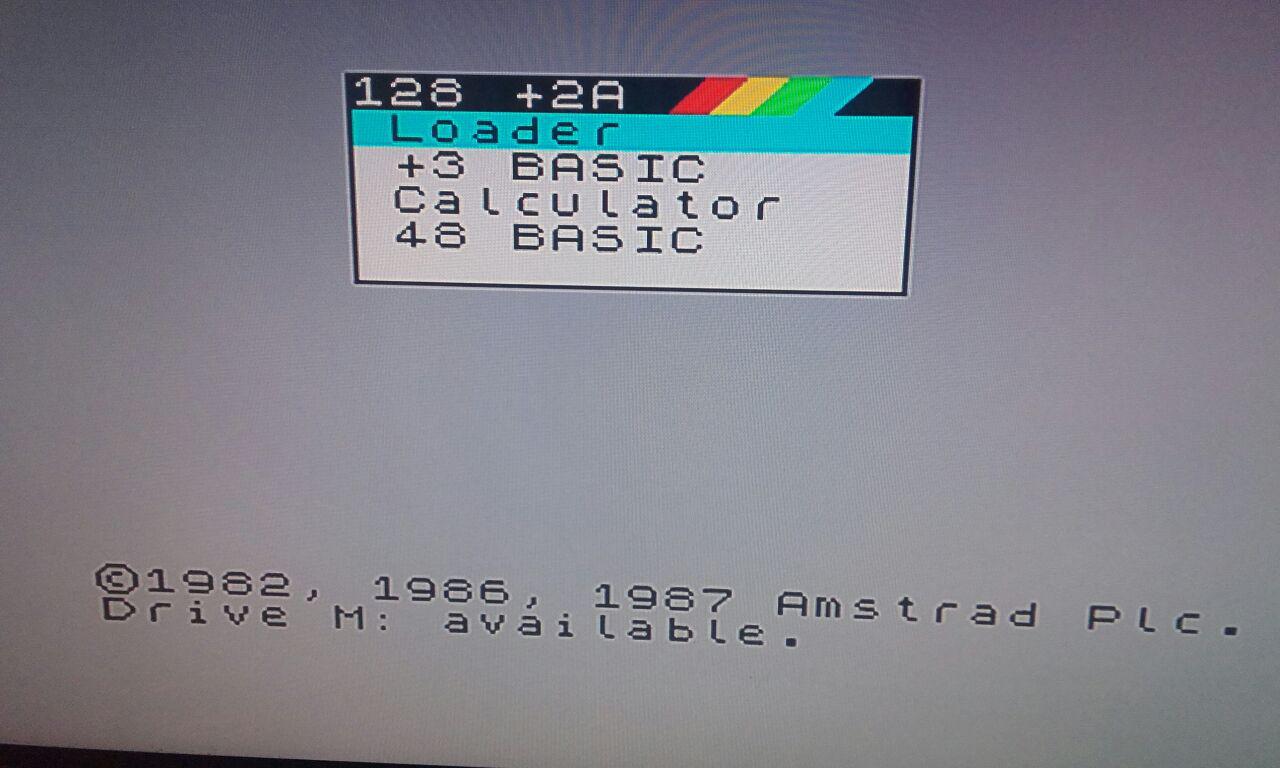 128 +2A
Loader
+3 BASIC
Calculator
48 BASIC
©1982, 1986, 1987 Amstrad Plc.
Drive M: available.